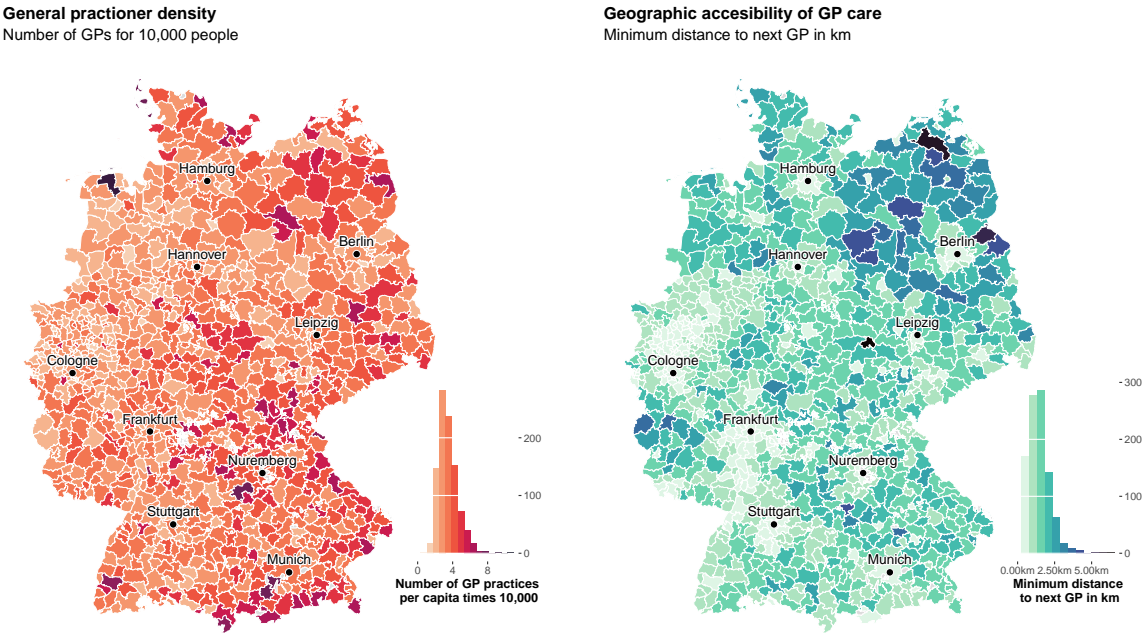 General practioner density
Number of GPs for 10,000 people
Hamburg
Berlin
Hannover
Leipzig
Cologne
Frankfurt
Nuremberg
Stuttgart
Munich
200
100
0
0 4 8
Number of GP practices
per capita times 10,000
Geographic accesibility of GP care
Minimum distance to next GP in km
Hamburg
Berlin
Hannover
Leipzig
Cologne
Frankfurt
Nuremberg
Stuttgart
Munich
300
200
100
0
0.00km 2.50km 5.00km
Minimum distance
to next GP in km